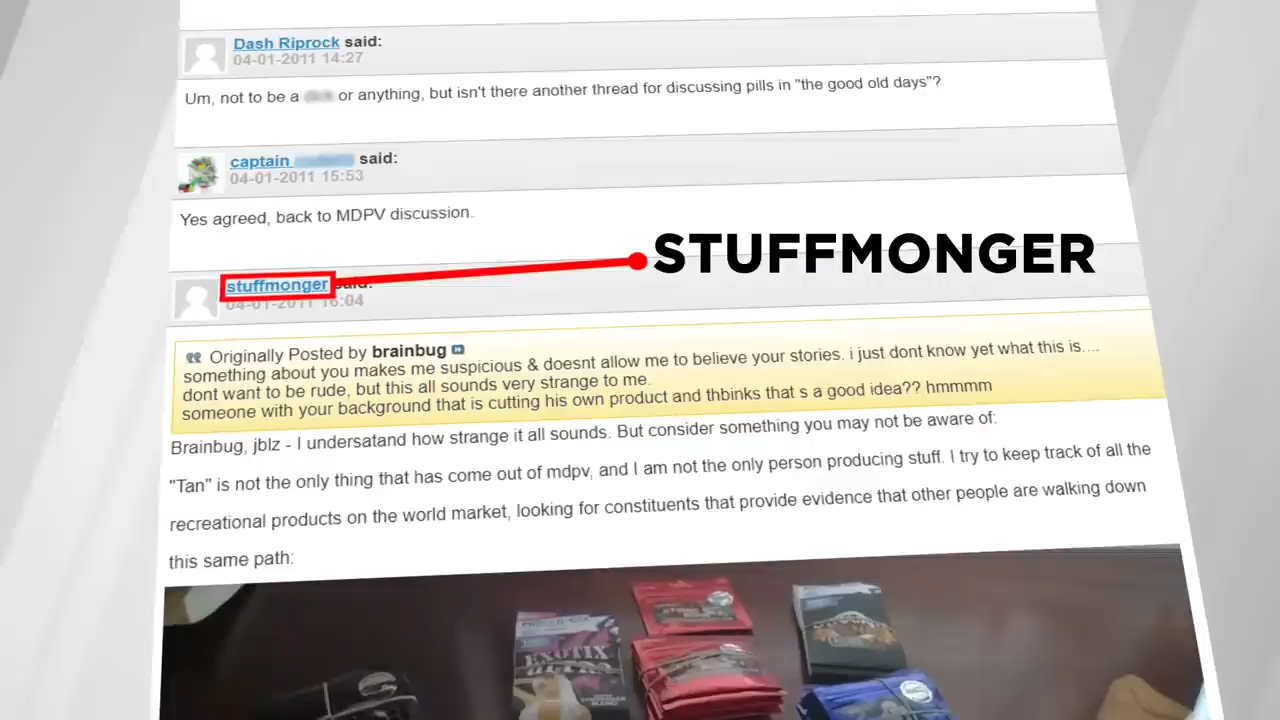 Dash Riprock said:
04-01-2011 14:27
Um, not to be a or anything, but isn't there another thread for discussing pills in "the good old days"?
captain said:
04-01-2011 15:53
Yes agreed, back to MDPV discussion.
STUFFMONGER
stuffmonger said:
04-01-2011 16:04
Originally Posted by brainbug
something about you makes me suspicious & doesnt allow me to believe your stories. i just dont know yet what this is....
dont want to be rude, but this all sounds very strange to me.
someone with your background that is cutting his own product and thbinks that s a good idea?? hmmmm
Brainbug, jblz - I undersatand how strange it all sounds. But consider something you may not be aware of:
"Tan" is not the only thing that has come out of mdpv, and I am not the only person producing stuff. I try to keep track of all the
recreational products on the world market, looking for constituents that provide evidence that other people are walking down
this same path:
EXOTIX